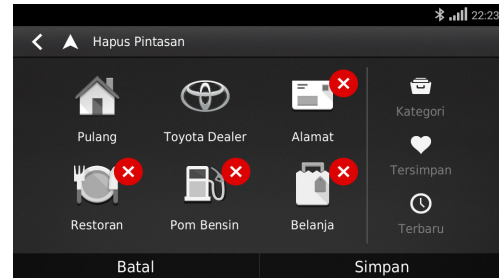 22:23
Hapus Pintasan
Pulang
Toyota Dealer
Alamat
Kategori
Tersimpan
Restoran
Pom Bensin
Belanja
Terbaru
Batal
Simpan